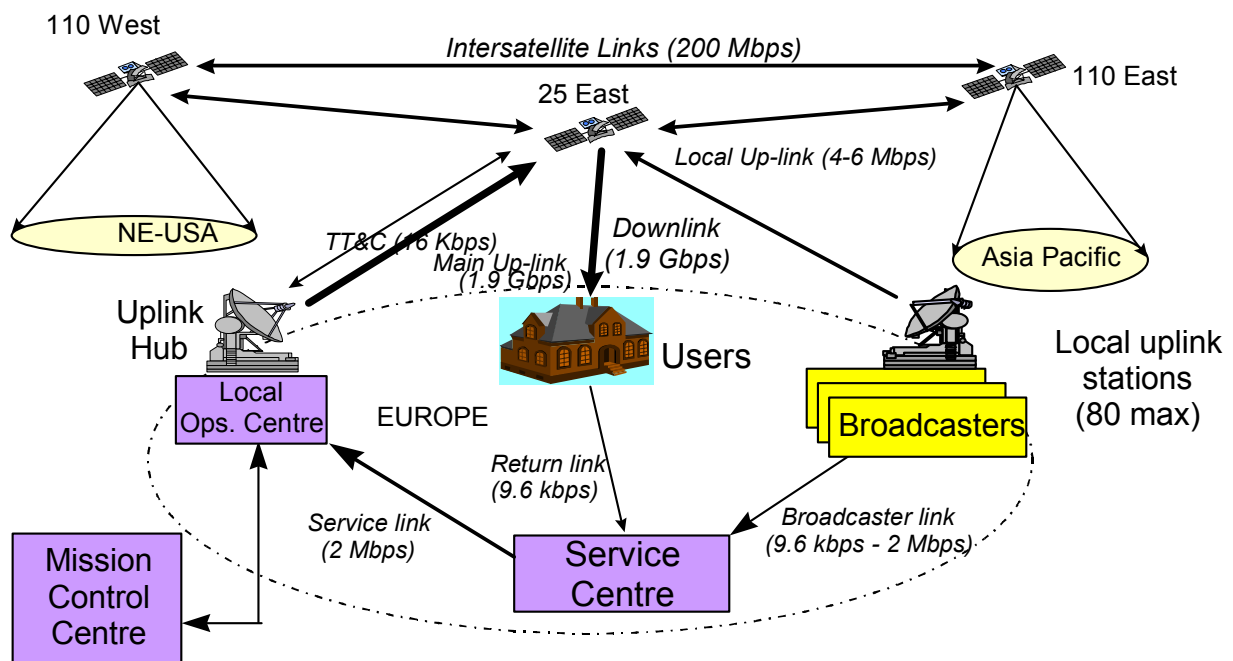 110 West
Intersatellite Links (200 Mbps)
110 East
25 East
Local Up-link (4-6 Mbps)
NE-USA
TT&C (16 Kbps)
Main Up-link
(1.9 Gbps)
Downlink
(1.9 Gbps)
Asia Pacific
Uplink
Hub
Users
Local uplink
stations
(80 max)
Local
Ops. Centre
EUROPE
Broadcasters
Return link
(9.6 kbps)
Service link
(2 Mbps)
Broadcaster link
(9.6 kbps - 2 Mbps)
Service
Centre
Mission
Control
Centre